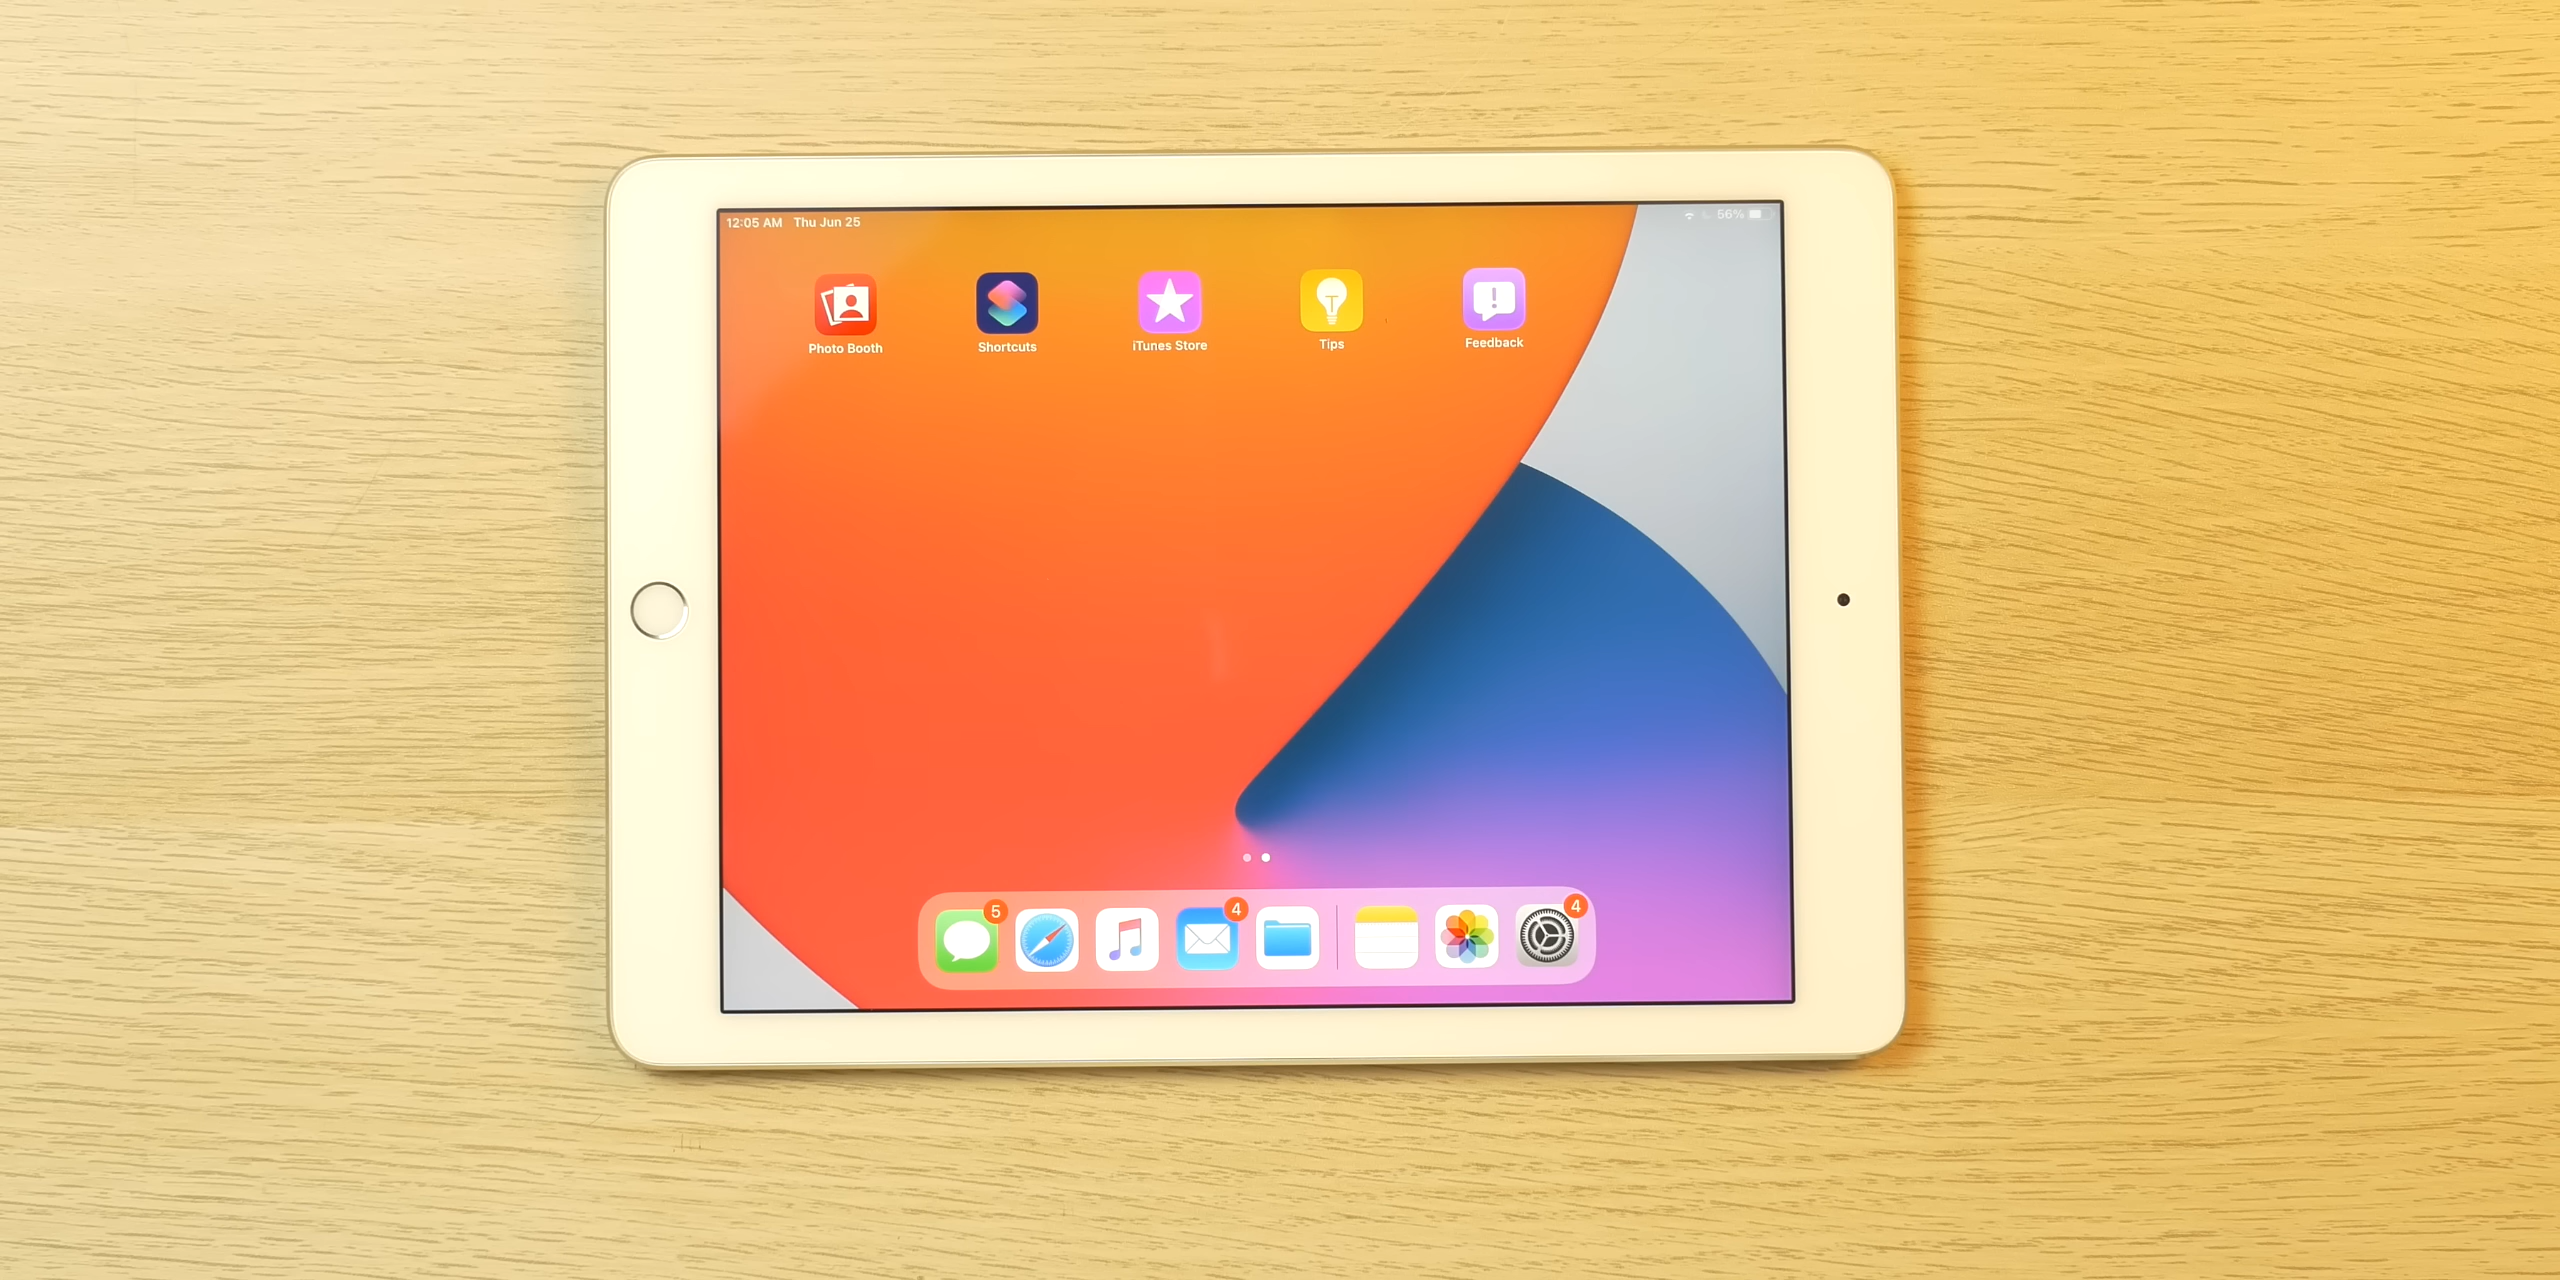 12:05 AM Thu Jun 25
56%
Photo Booth
Shortcuts
iTunes Store
Tips
Feedback
5
4
4